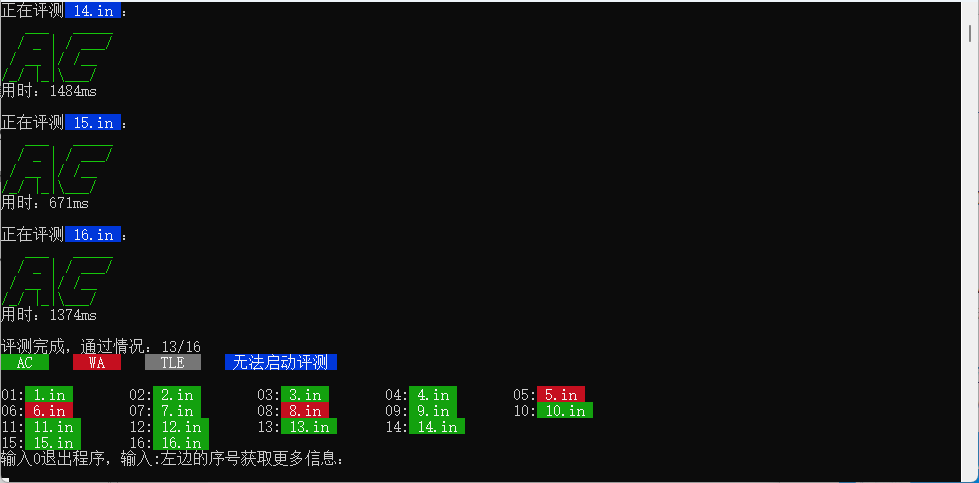 正在评测 14.in :
AC
用时: 1484ms
正在评测 15.in :
AC
用时: 671ms
正在评测 16.in :
AC
用时: 1374ms
评测完成, 通过情况: 13/16
AC WA TLE 无法启动评测
01: 1.in 02: 2.in 03: 3.in 04: 4.in 05: 5.in
06: 6.in 07: 7.in 08: 8.in 09: 9.in 10: 10.in
11: 11.in 12: 12.in 13: 13.in 14: 14.in
15: 15.in 16: 16.in
输入0退出程序, 输入:左边的序号获取更多信息: